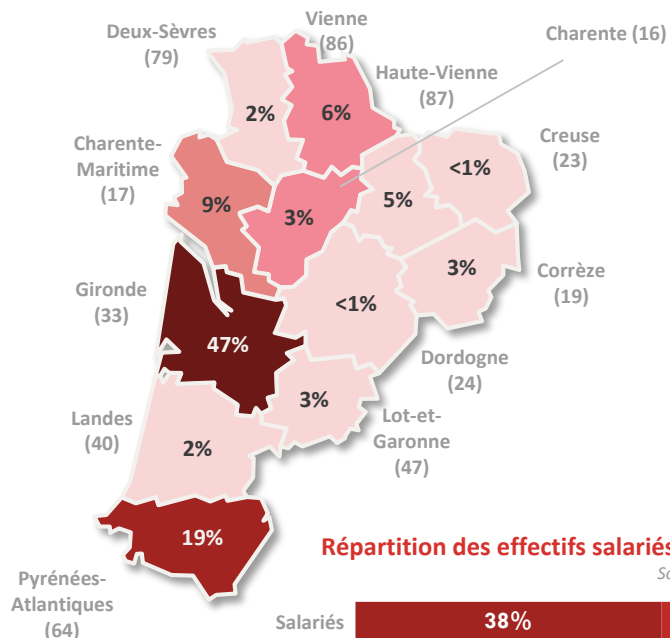 Deux-Sèvres
(79)
Vienne
(86)
Charente (16)
Haute-Vienne
(87)
2%
6%
Charente-
Maritime
(17)
Creuse
(23)
<1%
9%
3%
5%
Gironde
(33)
3%
Corrèze
(19)
<1%
47%
Dordogne
(24)
Landes
(40)
3%
Lot-et-
Garonne
(47)
2%
19%
Répartition des effectifs salariés
Pyrénées-
Atlantiques
(64)
Salariés
38%